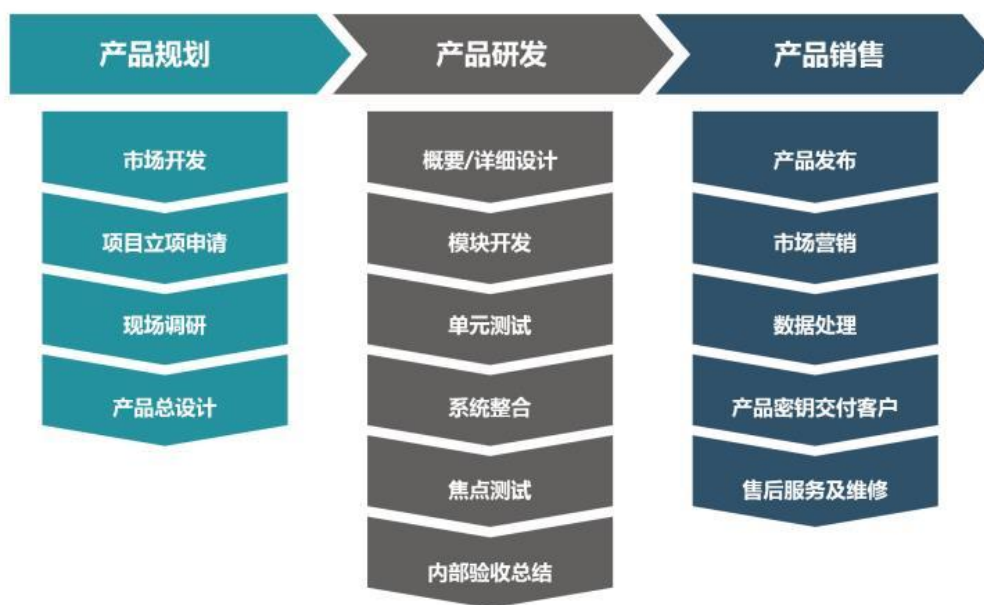 产品规划
产品研发
产品销售
市场开发
项目立项申请
现场调研
产品总设计
概要/详细设计
模块开发
单元测试
系统整合
焦点测试
内部验收总结
产品发布
市场营销
数据处理
产品密钥交付客户
售后服务及维修